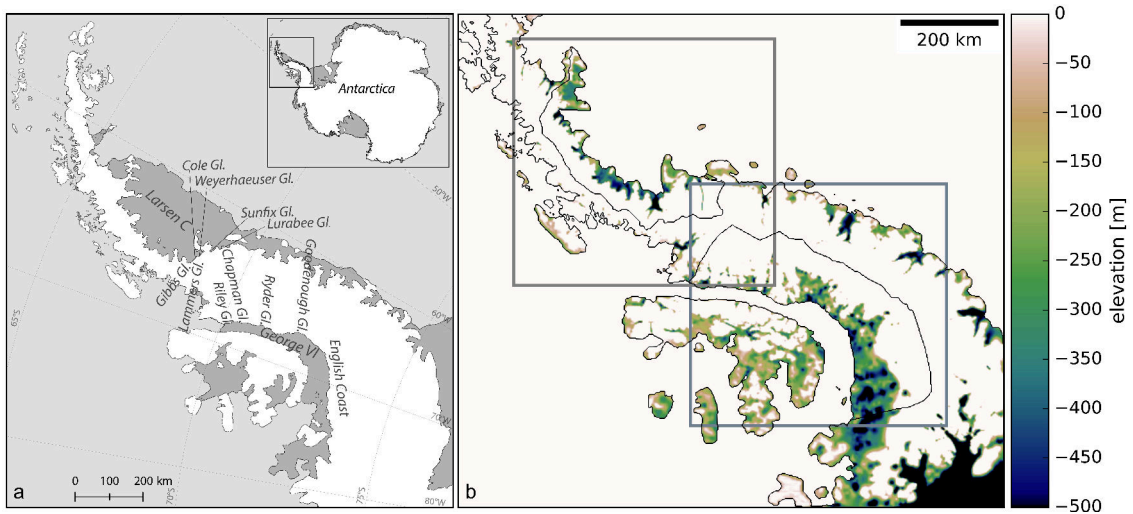 Antarctica
Cole Gl.
Weyerhaeuser Gl.
50°W
Larsen C
Sunfix Gl.
Lurabee Gl.
Gibbs Gl.
Lammers Gl.
Chapman Gl.
Riley Gl.
Ryder Gl.
Goodenough Gl.
George VI
English Coast
65°S
60°W
70°W
70°S
75°S
80°W
0 100 200 km
a
200 km
b
0
−50
−100
−150
−200
−250
−300
−350
−400
−450
−500
elevation [m]